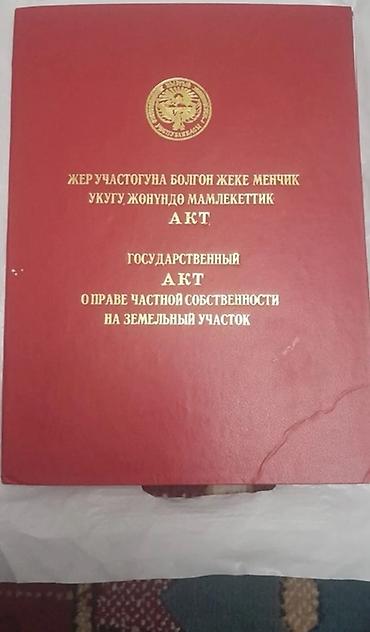 ЖЕР УЧАСТОГУНА БОЛГОН ЖЕКЕ МЕНЧИК
УКУГУ ЖӨНҮНДӨ МАМЛЕКЕТТИК
АКТ
ГОСУДАРСТВЕННЫЙ
АКТ
О ПРАВЕ ЧАСТНОЙ СОБСТВЕННОСТИ
НА ЗЕМЕЛЬНЫЙ УЧАСТОК